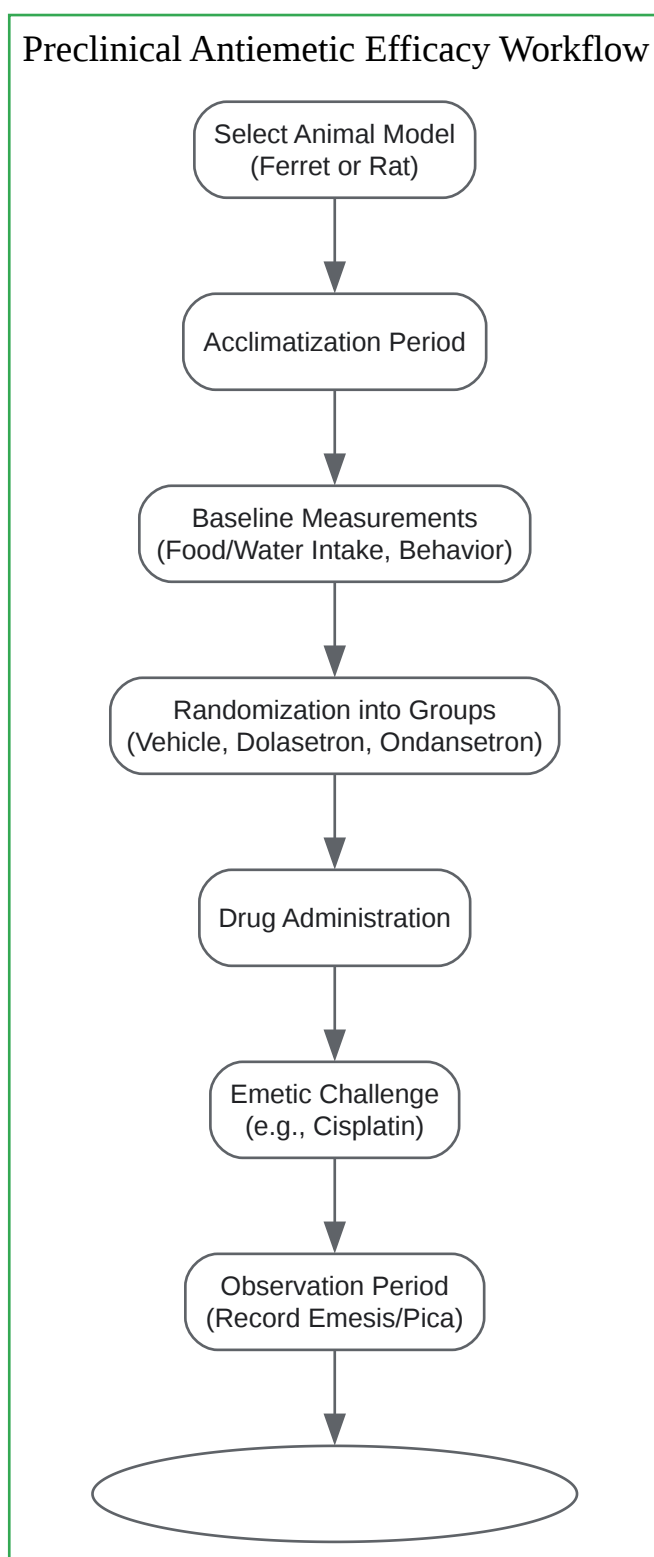 Preclinical Antiemetic Efficacy Workflow
Select Animal Model
(Ferret or Rat)
Acclimatization Period
Baseline Measurements
(Food/Water Intake, Behavior)
Randomization into Groups
(Vehicle, Dolasetron, Ondansetron)
Drug Administration
Emetic Challenge
(e.g., Cisplatin)
Observation Period
(Record Emesis/Pica)